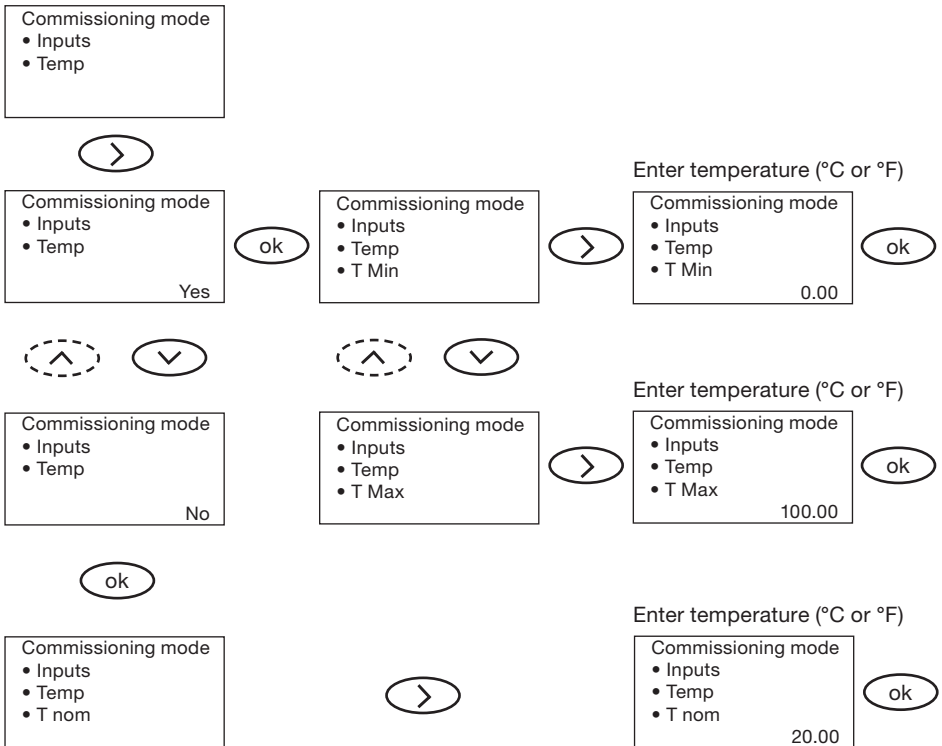 Commissioning mode
• Inputs
• Temp
Enter temperature (°C or °F)
Commissioning mode
• Inputs
• Temp
Yes
ok
Commissioning mode
• Inputs
• Temp
• T Min
Commissioning mode
• Inputs
• Temp
• T Min
0.00
ok
Enter temperature (°C or °F)
Commissioning mode
• Inputs
• Temp
No
Commissioning mode
• Inputs
• Temp
• T Max
Commissioning mode
• Inputs
• Temp
• T Max
100.00
ok
ok
Enter temperature (°C or °F)
Commissioning mode
• Inputs
• Temp
• T nom
Commissioning mode
• Inputs
• Temp
• T nom
20.00
ok